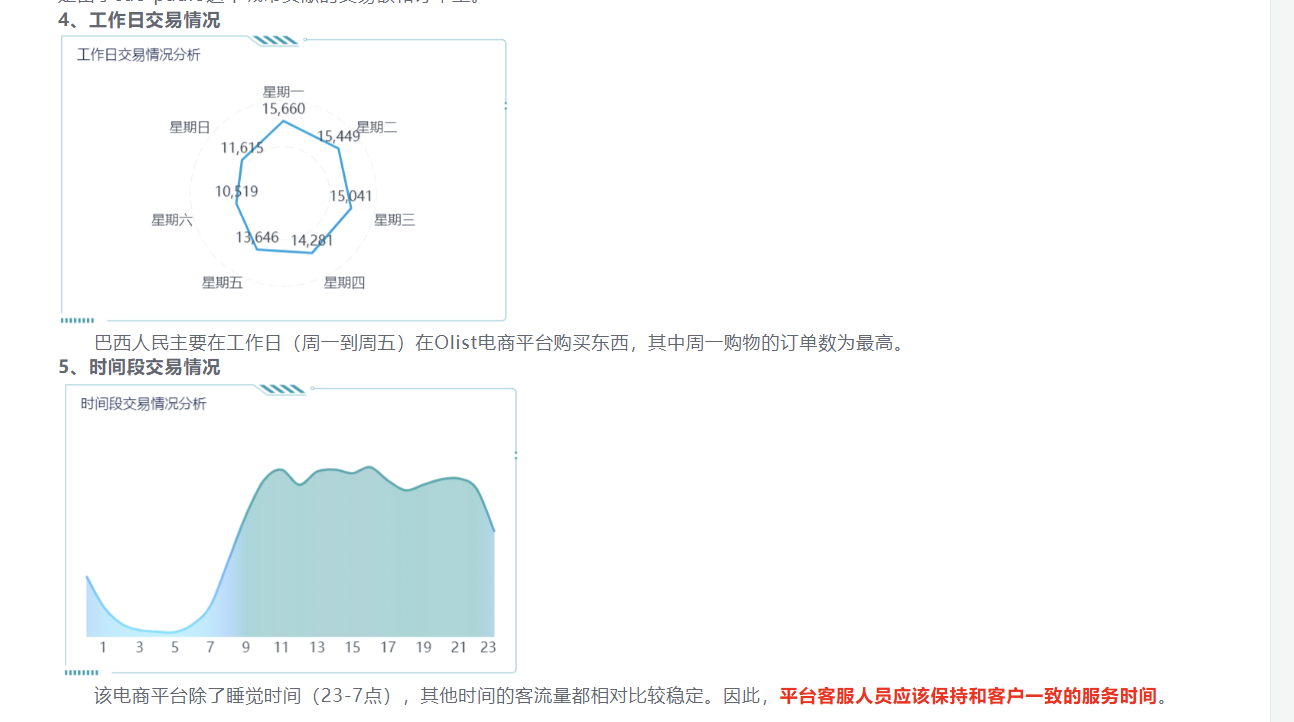 4、工作日交易情况
工作日交易情况分析
星期一
15,660
星期日
15,449
星期二
11,615
10,519
15,041
星期六
星期三
13,646
14,281
星期五
星期四
巴西人民主要在工作日（周一到周五）在Olist电商平台购买东西，其中周一购物的订单数为最高。
5、时间段交易情况
时间段交易情况分析
1 3 5 7 9 11 13 15 17 19 21 23
该电商平台除了睡觉时间（23-7点），其他时间的客流量都相对比较稳定。因此，平台客服人员应该保持和客户一致的服务时间。